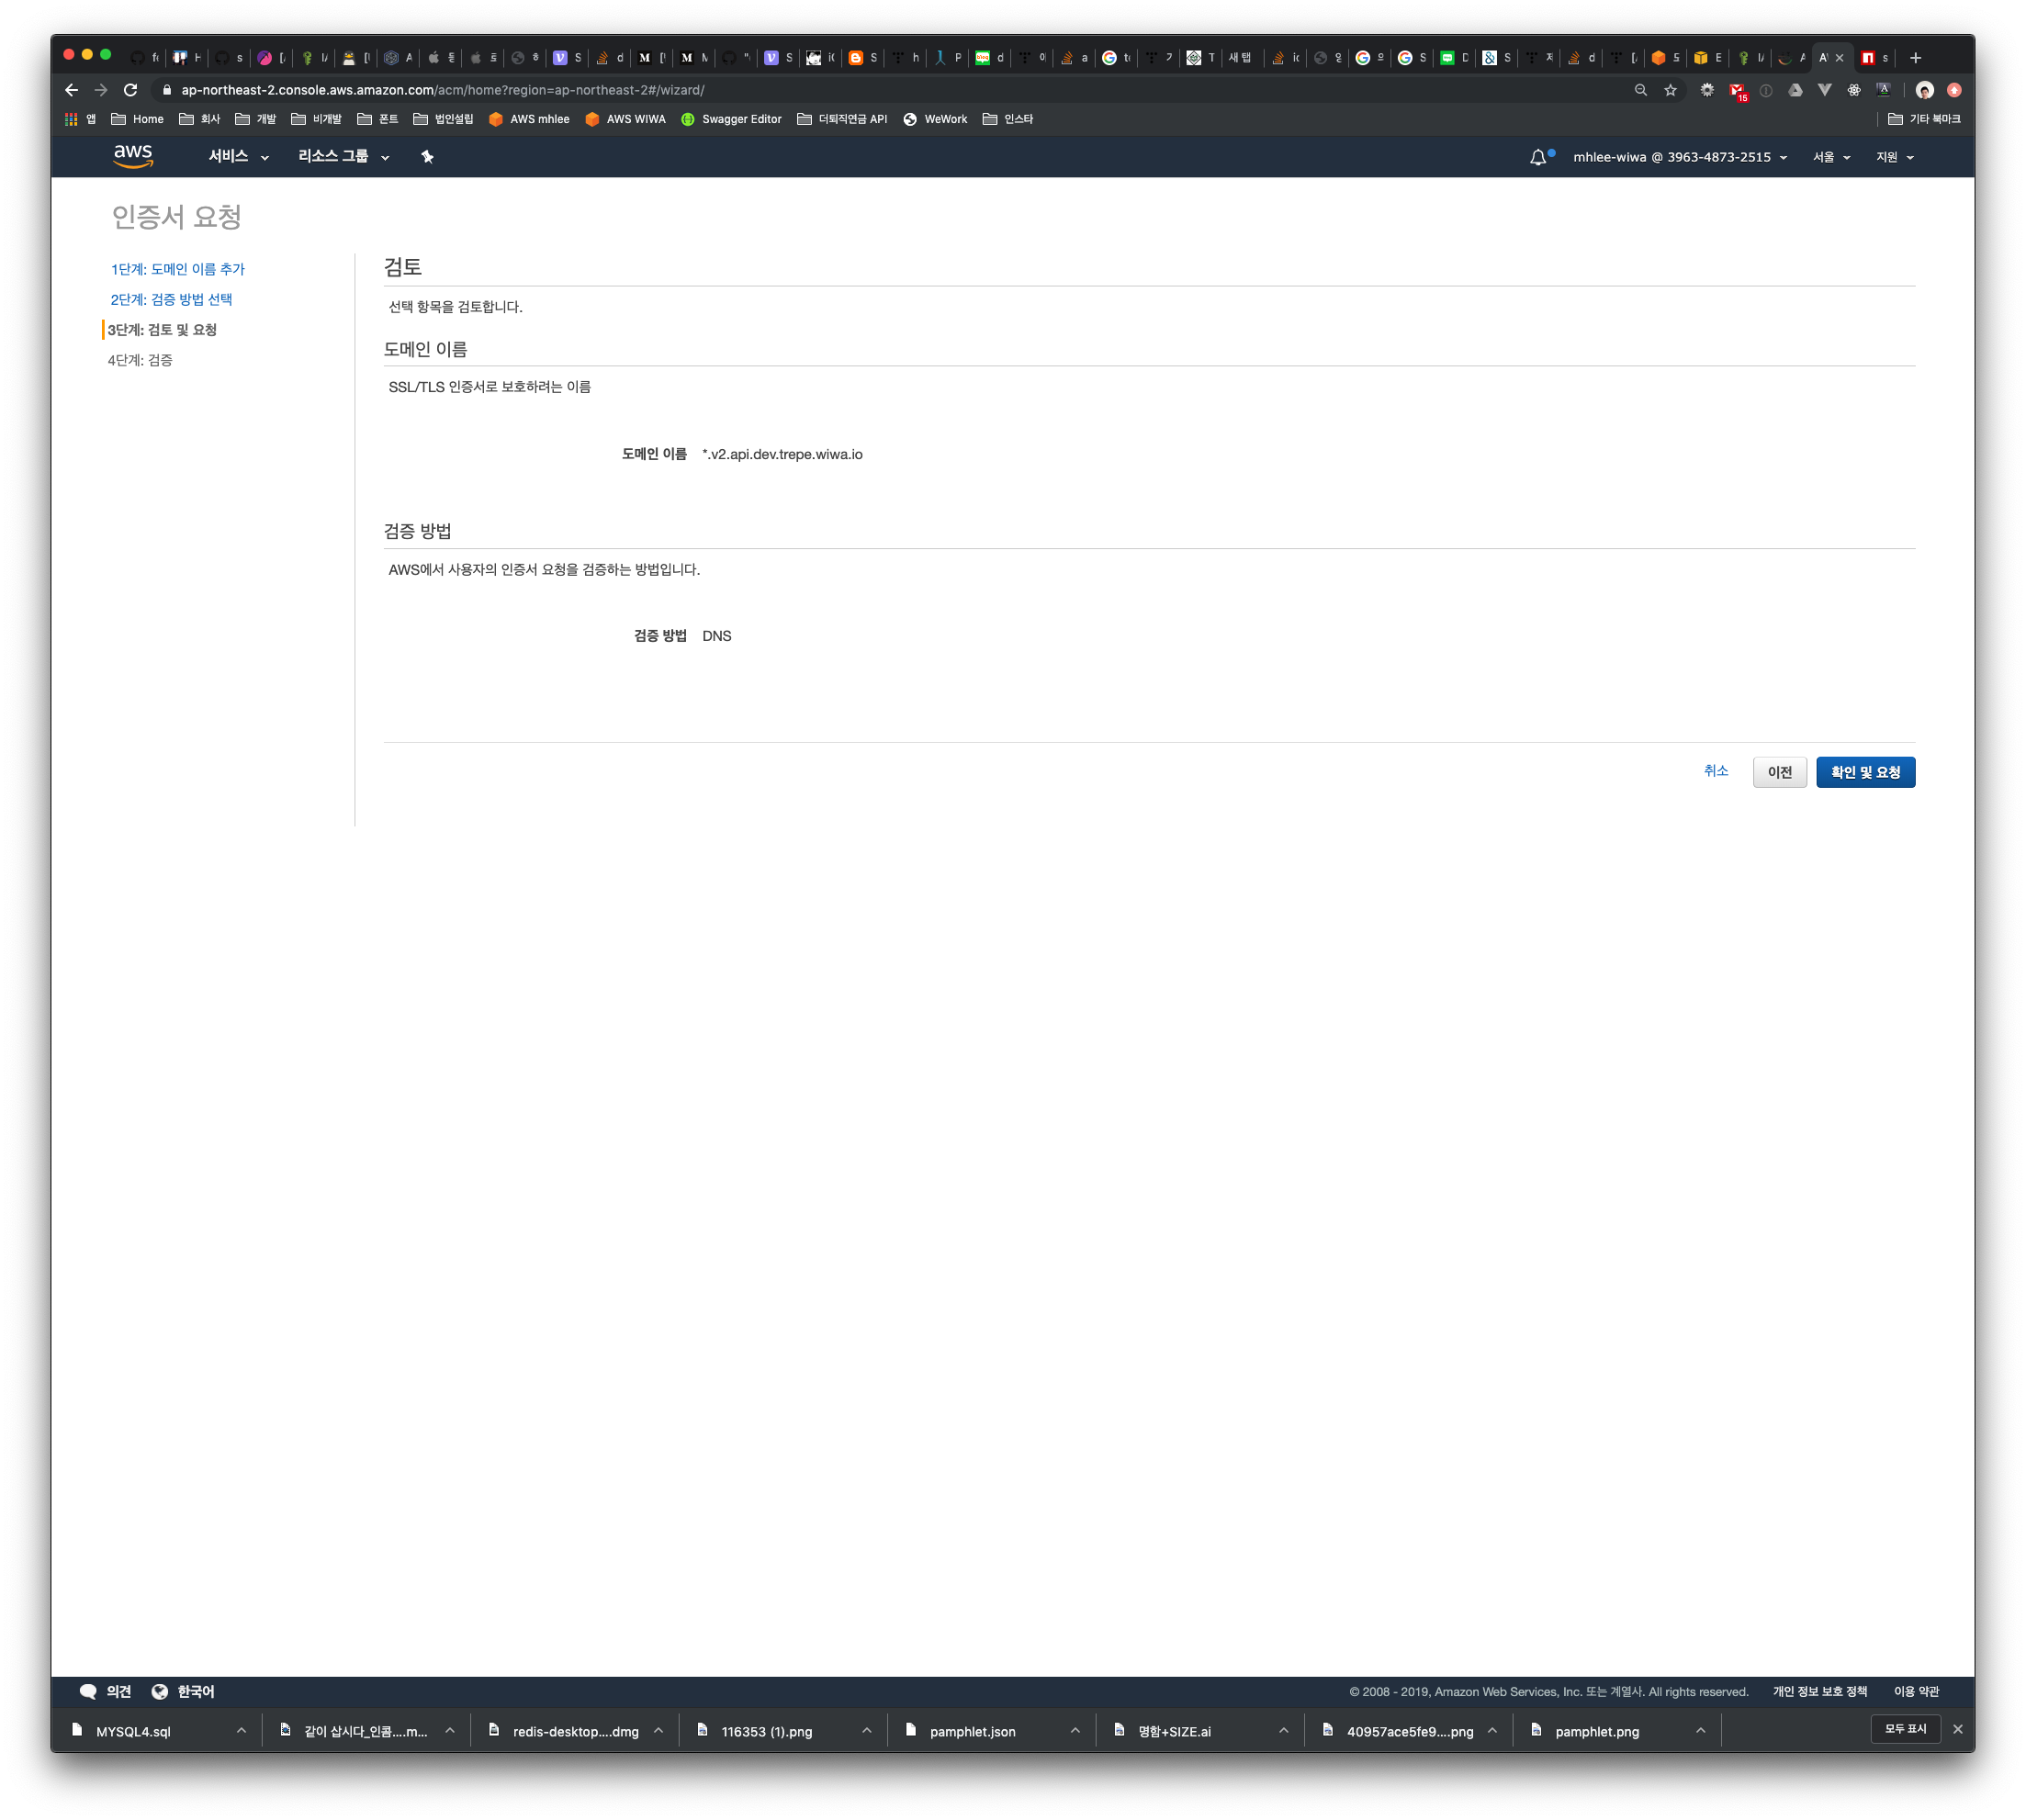 ap-northeast-2.console.aws.amazon.com/acm/home?region=ap-northeast-2#/wizard/
15
앱 Home 회사 개발 비개발 폰트 법인설립 AWS mhlee AWS WIWA Swagger Editor 더퇴직연금 API WeWork 인스타 기타 북마크
aws 서비스 리소스 그룹 mhlee-wiwa @ 3963-4873-2515 서울 지원
인증서 요청
1단계: 도메인 이름 추가
2단계: 검증 방법 선택
3단계: 검토 및 요청
4단계: 검증
검토
선택 항목을 검토합니다.
도메인 이름
SSL/TLS 인증서로 보호하려는 이름
도메인 이름 *.v2.api.dev.trepe.wiwa.io
검증 방법
AWS에서 사용자의 인증서 요청을 검증하는 방법입니다.
검증 방법 DNS
취소 이전 확인 및 요청
의견 한국어 © 2008 - 2019, Amazon Web Services, Inc. 또는 계열사. All rights reserved. 개인 정보 보호 정책 이용 약관
MYSQL4.sql 같이 삽시다_인콤....m... redis-desktop....dmg 116353 (1).png pamphlet.json 명함+SIZE.ai 40957ace5fe9....png pamphlet.png 모두 표시